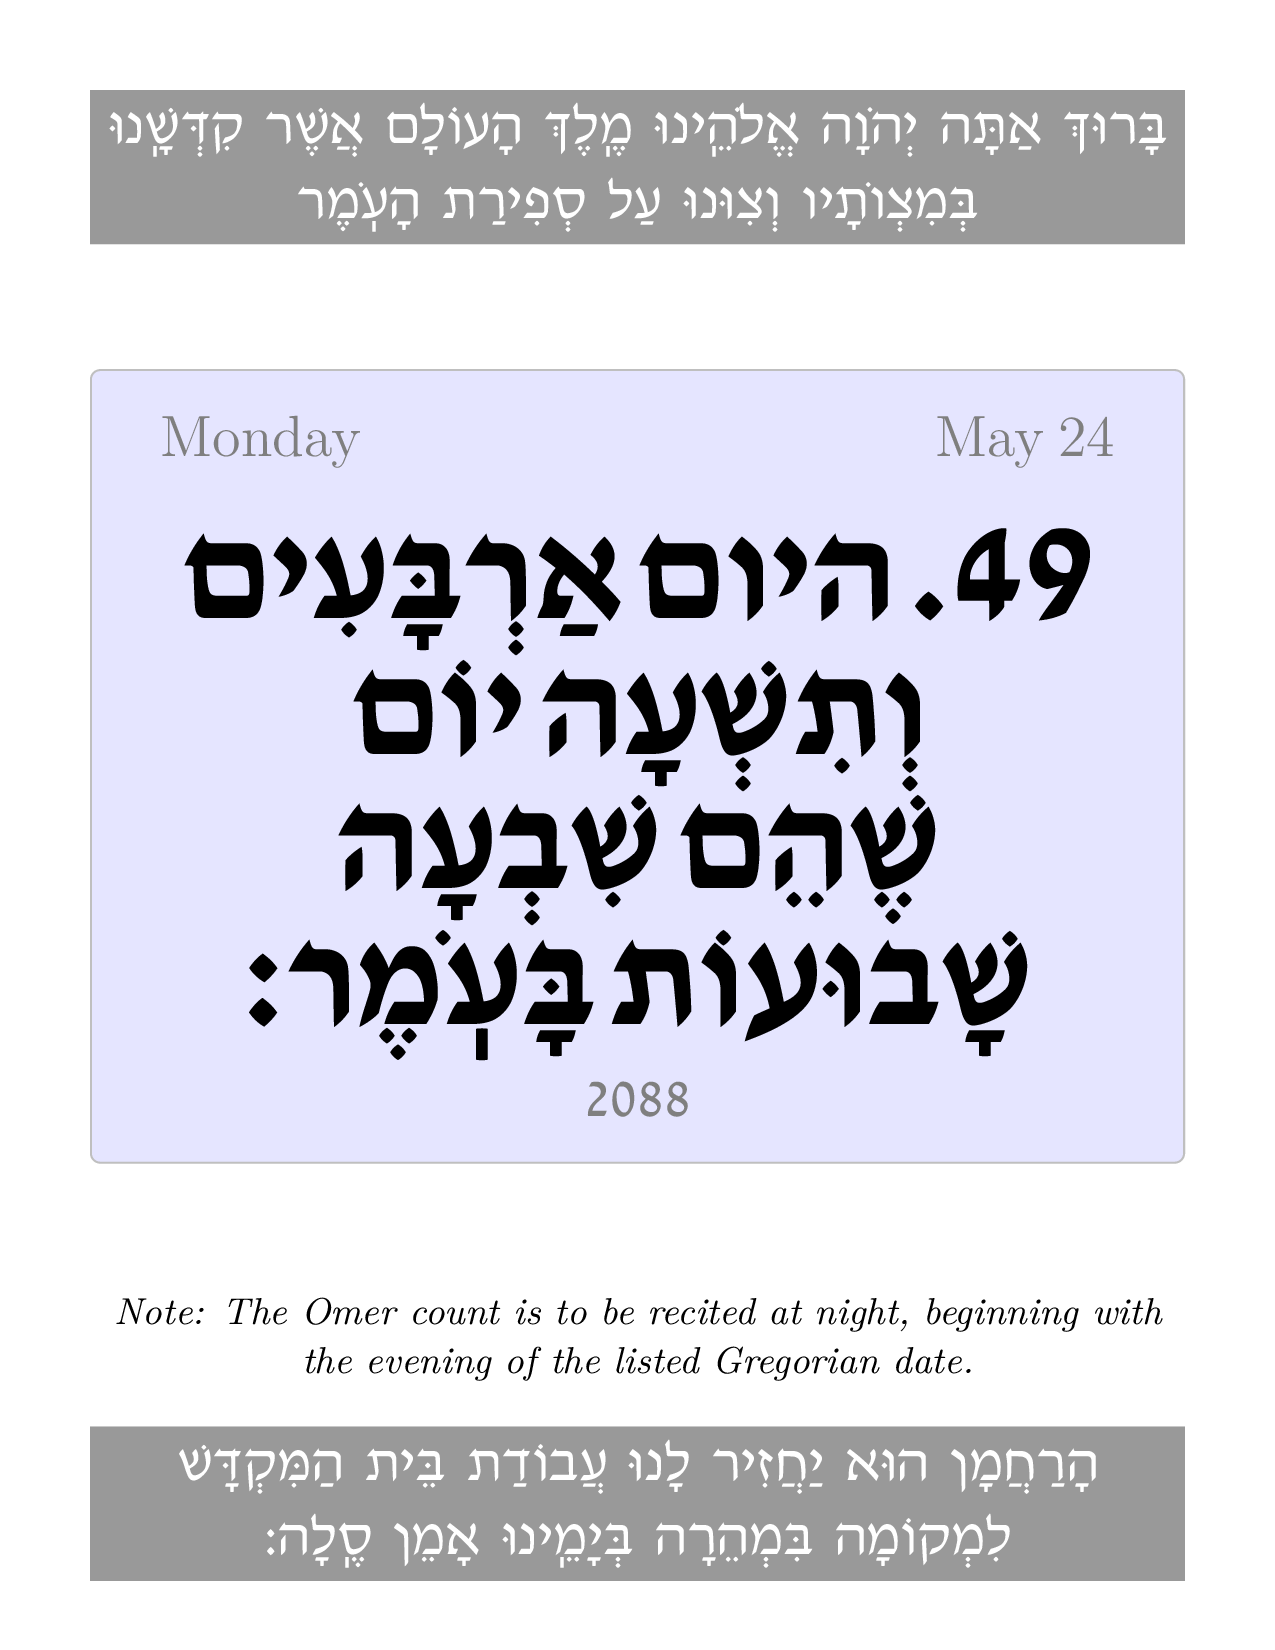 בָּרוּךְ אַתָּה יְהֹוָה אֱלֹהֵֽינוּ מֶֽלֶךְ הָעוֹלָם אֲשֶׁר קִדְּשָֽׁנוּ
בְּמִצְוֹתָיו וְצִוּנוּ עַל סְפִירַת הָעֹֽמֶר
Monday May 24
49. היום אַרְבָּעִים
וְתִשְׁעָה יוֹם
שֶׁהֵם שִׁבְעָה
שָׁבוּעוֹת בָּעֹֽמֶר:
2088
Note: The Omer count is to be recited at night, beginning with
the evening of the listed Gregorian date.
הָרַחֲמָן הוּא יַחֲזִיר לָנוּ עֲבוֹדַת בֵּית הַמִּקְדָּשׁ
לִמְקוֹמָה בִּמְהֵרָה בְּיָמֵֽינוּ אָמֵן סֶֽלָה: